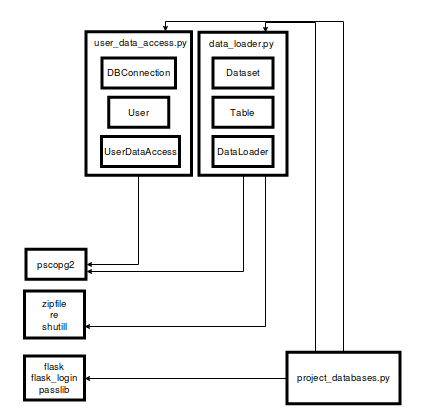 user_data_access.py
DBConnection
User
UserDataAccess
data_loader.py
Dataset
Table
DataLoader
pscopg2
zipfile
re
shutill
flask
flask_login
passlib
project_databases.py